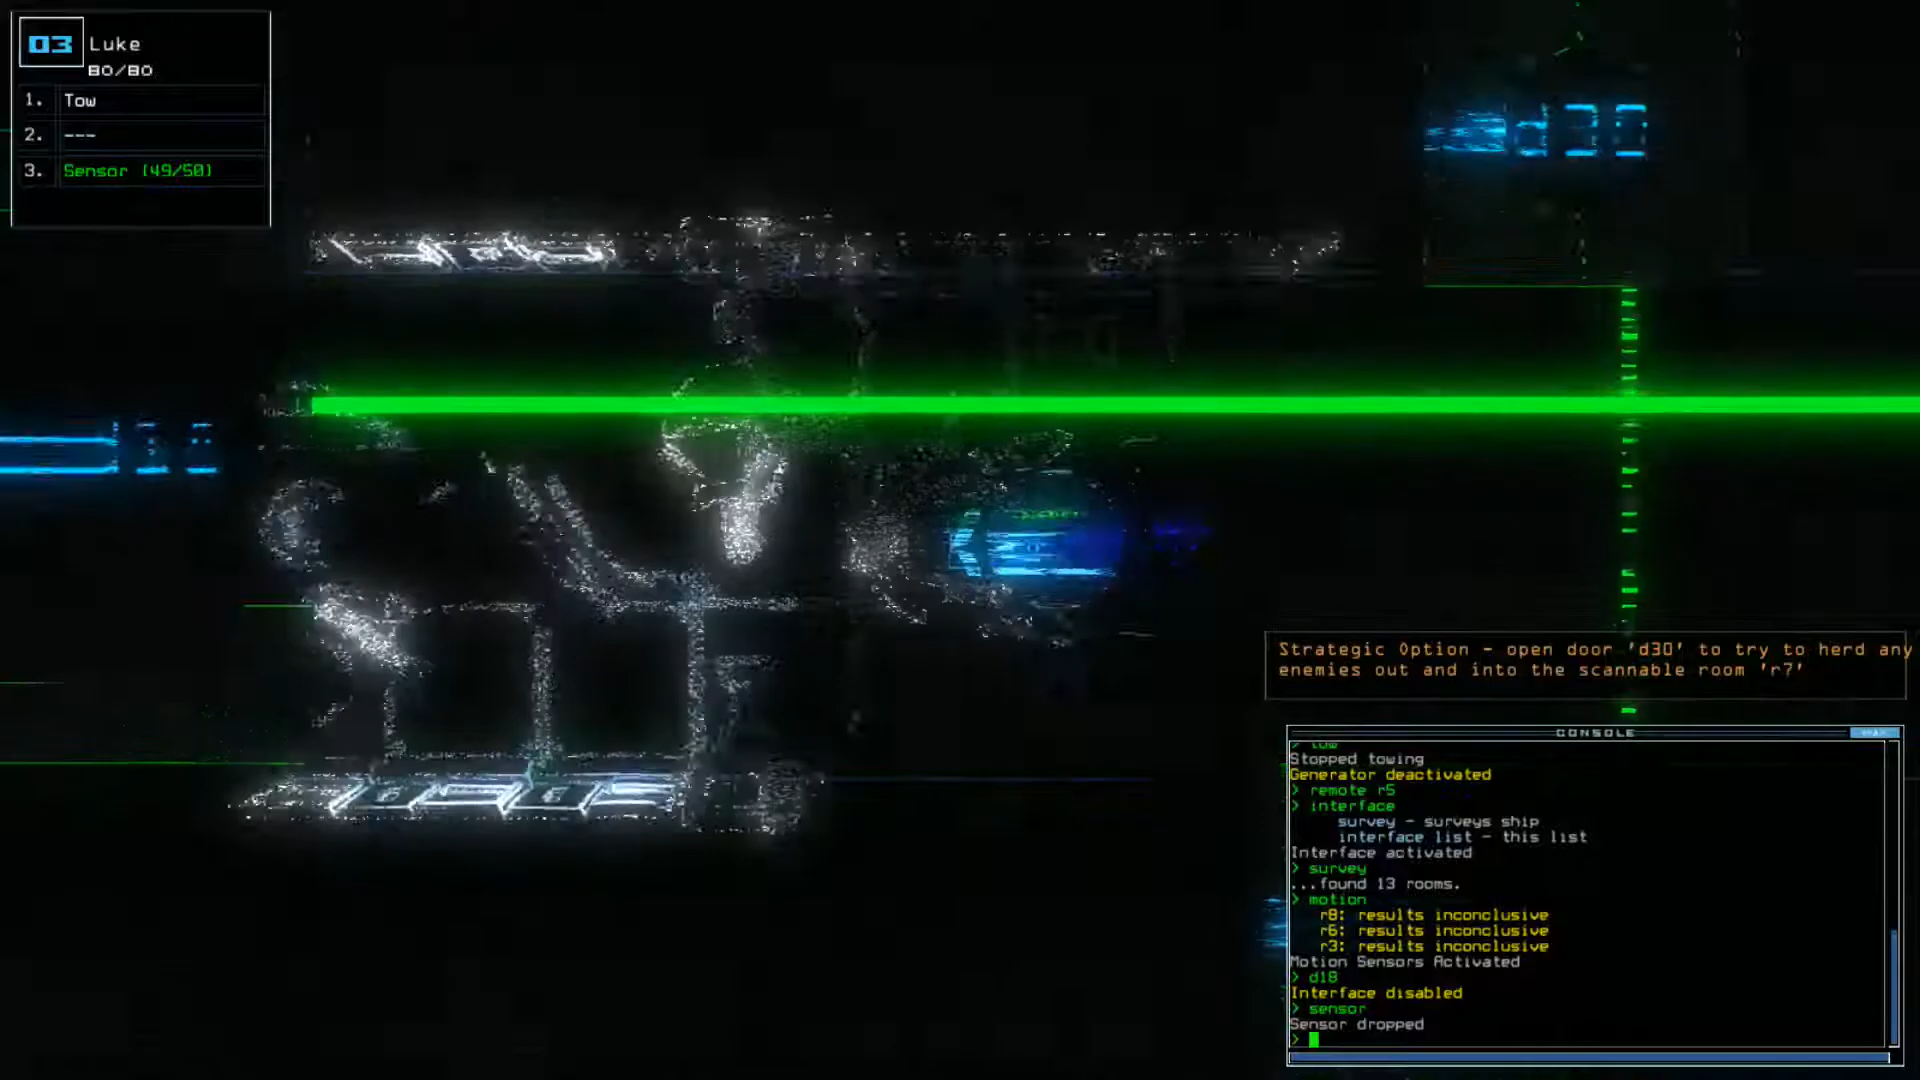 03 Luke
80/80
1. Tow
2. ---
3. Sensor (49/50)
d30
Strategic Option - open door 'd30' to try to herd any
enemies out and into the scannable room 'r7'
CONSOLE
> tow
Stopped towing
Generator deactivated
> remote r5
> interface
survey - surveys ship
interface list - this list
Interface activated
> survey
...found 13 rooms.
> motion
r8: results inconclusive
r6: results inconclusive
r3: results inconclusive
Motion Sensors Activated
> d18
Interface disabled
> sensor
Sensor dropped
>